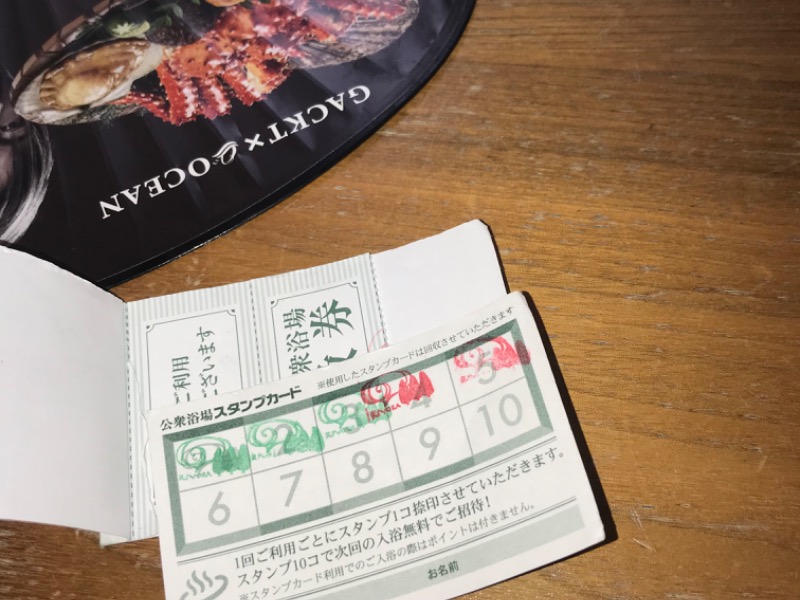 GACKT × OCEAN
ご利用
ございます
衆浴場
券
公衆浴場スタンプカード
※使用したスタンプカードは回収させていただきます
1 2 3 4 5
6 7 8 9 10
1回ご利用ごとにスタンプ1コ捺印させていただきます。
スタンプ10コで次回の入浴無料でご招待!
※スタンプカード利用でのご入浴の際はポイントは付きません。
お名前